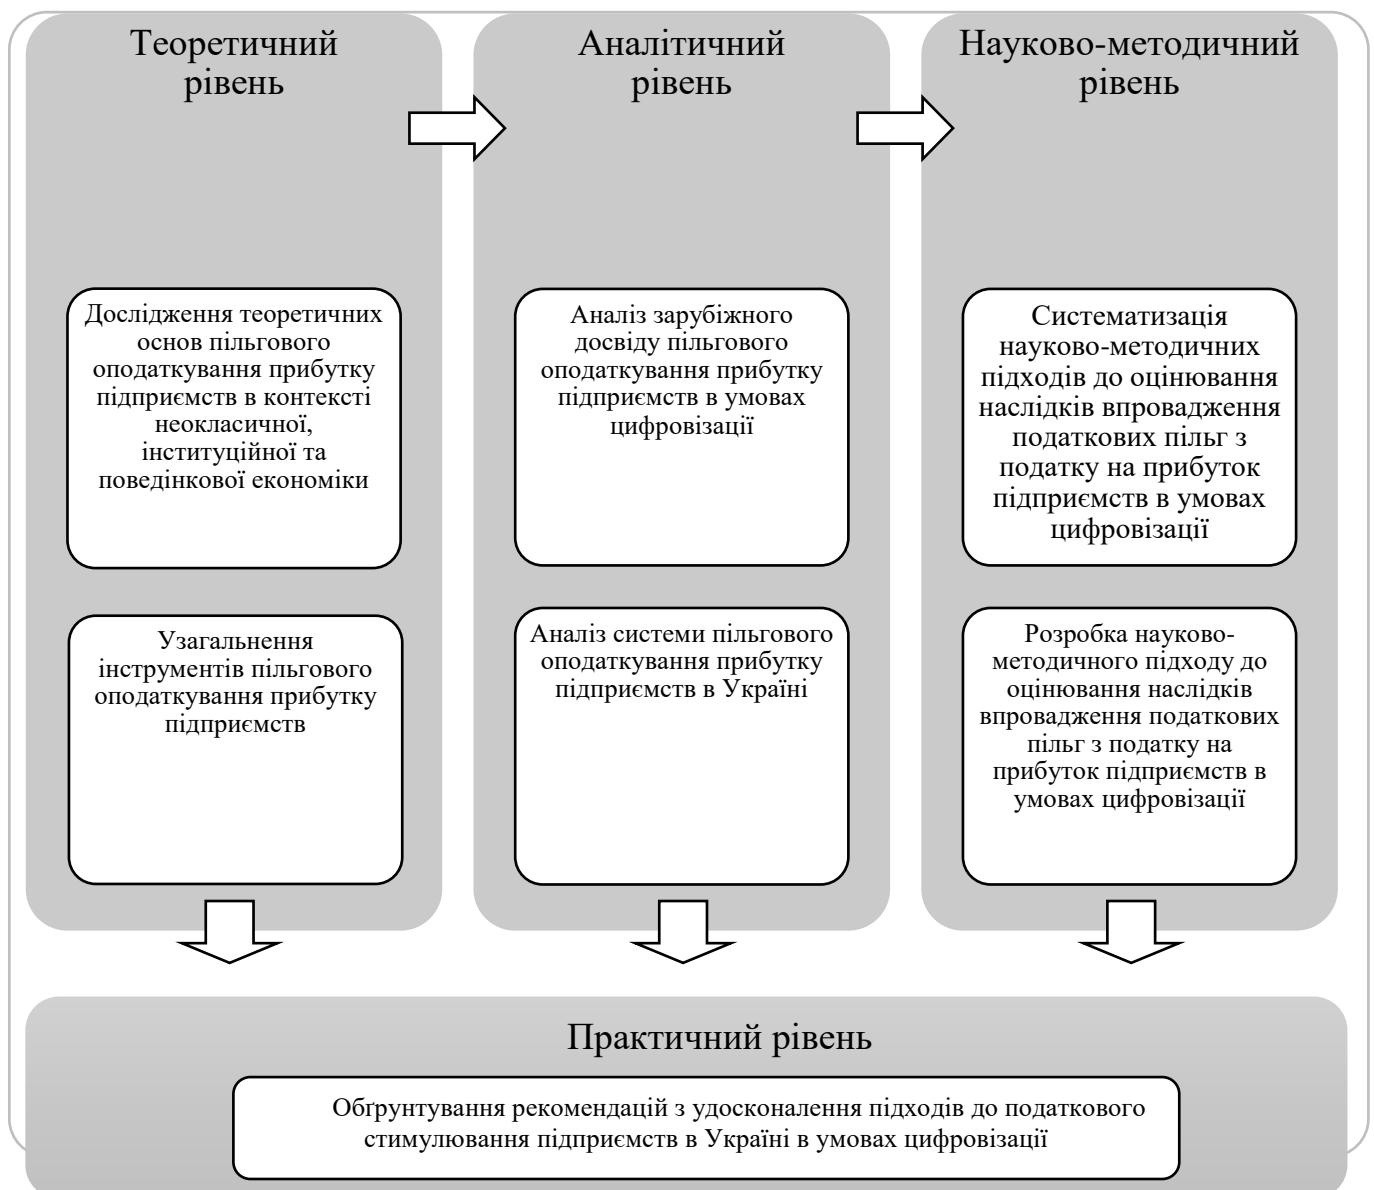 Теоретичний
рівень
Дослідження теоретичних
основ пільгового
оподаткування прибутку
підприємств в контексті
неокласичної,
інституційної та
поведінкової економіки
Узагальнення
інструментів пільгового
оподаткування прибутку
підприємств
Аналітичний
рівень
Аналіз зарубіжного
досвіду пільгового
оподаткування прибутку
підприємств в умовах
цифровізації
Аналіз системи пільгового
оподаткування прибутку
підприємств в Україні
Науково-методичний
рівень
Систематизація
науково-методичних
підходів до оцінювання
наслідків впровадження
податкових пільг з
податку на прибуток
підприємств в умовах
цифровізації
Розробка науково-
методичного підходу до
оцінювання наслідків
впровадження податкових
пільг з податку на
прибуток підприємств в
умовах цифровізації
Практичний рівень
Обґрунтування рекомендацій з удосконалення підходів до податкового
стимулювання підприємств в Україні в умовах цифровізації